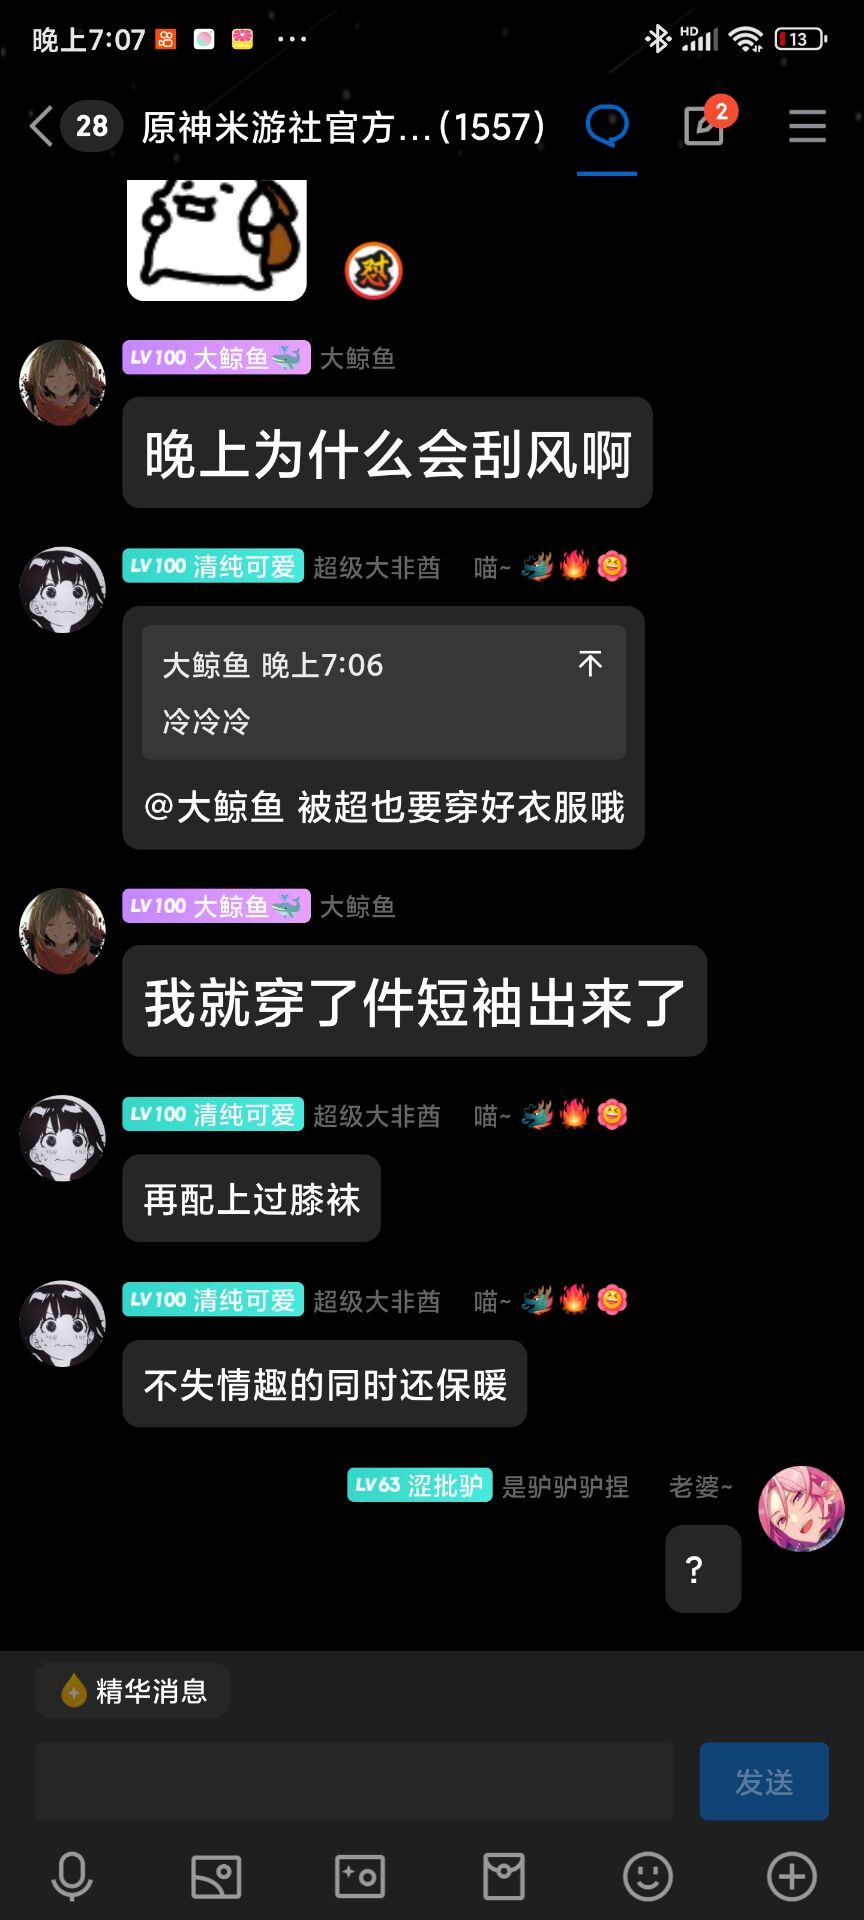 晚上7:07
HD
13
28
原神米游社官方...(1557)
2
怼
LV100 大鲸鱼🐳 大鲸鱼
晚上为什么会刮风啊
LV100 清纯可爱 超级大非酋 喵~ 🐲🔥
大鲸鱼 晚上7:06
冷冷冷
@大鲸鱼 被超也要穿好衣服哦
LV100 大鲸鱼🐳 大鲸鱼
我就穿了件短袖出来了
LV100 清纯可爱 超级大非酋 喵~ 🐲🔥
再配上过膝袜
LV100 清纯可爱 超级大非酋 喵~ 🐲🔥
不失情趣的同时还保暖
LV63 涩批驴 是驴驴驴捏 老婆~
?
精华消息
发送